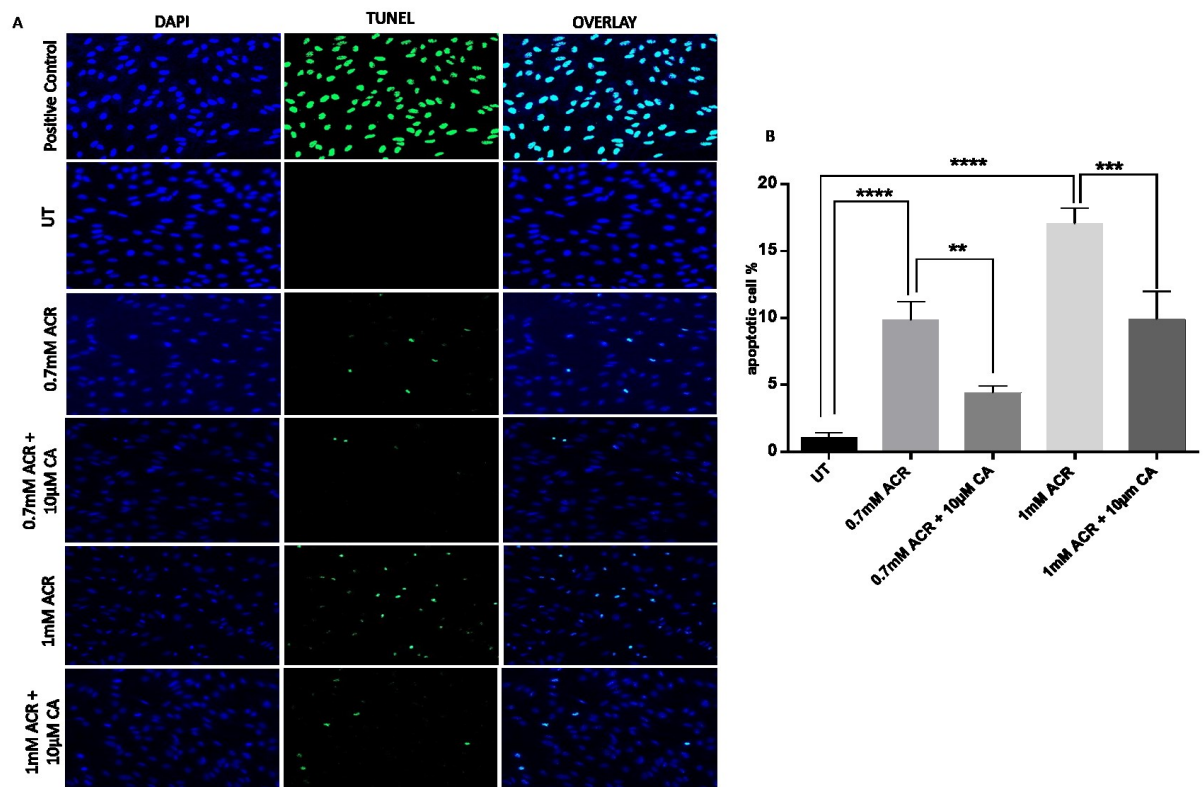 A
DAPI
TUNEL
OVERLAY
Positive Control
UT
0.7mM ACR
0.7mM ACR +
10µM CA
1mM ACR
1mM ACR +
10µM CA
B
****
***
****
**
apoptotic cell %
20
15
10
5
0
UT
0.7mM ACR
0.7mM ACR + 10µM CA
1mM ACR
1mM ACR + 10µm CA